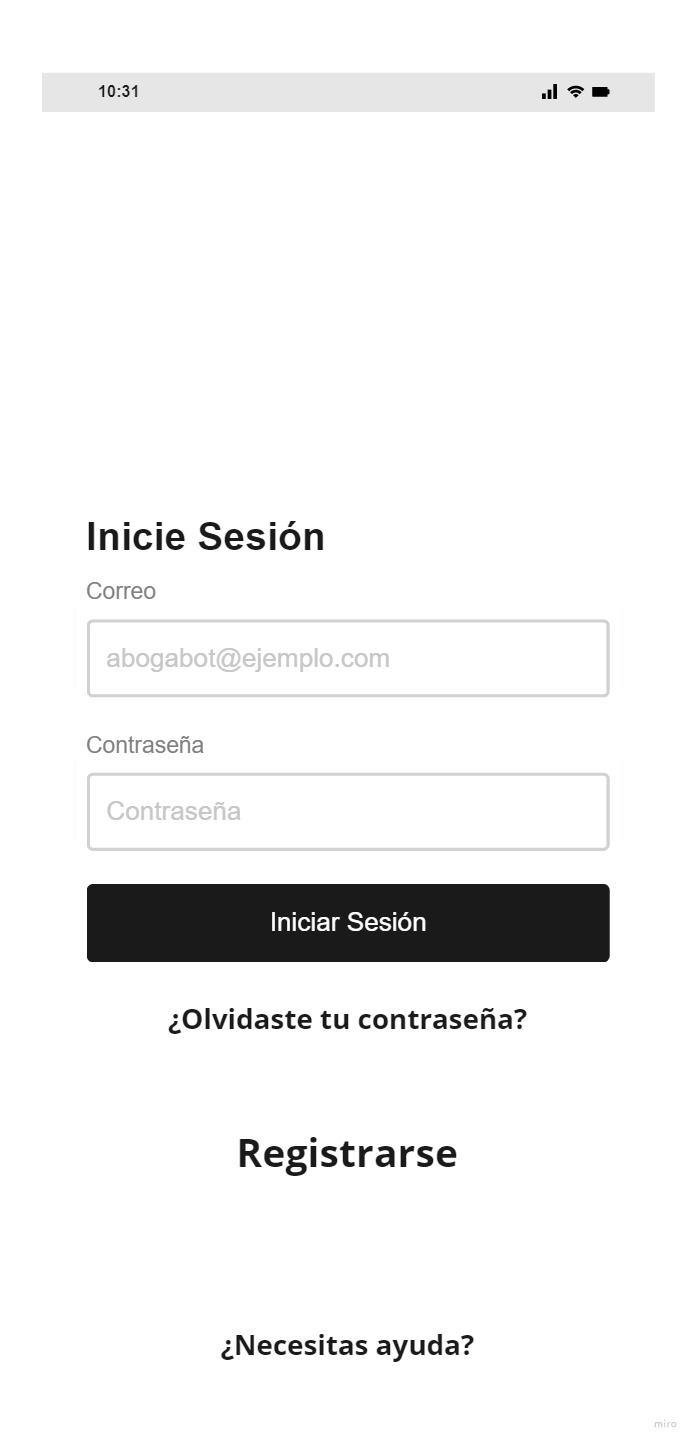 10:31
Inicie Sesión
Correo
abogabot@ejemplo.com
Contraseña
Contraseña
Iniciar Sesión
¿Olvidaste tu contraseña?
Registrarse
¿Necesitas ayuda?
miro